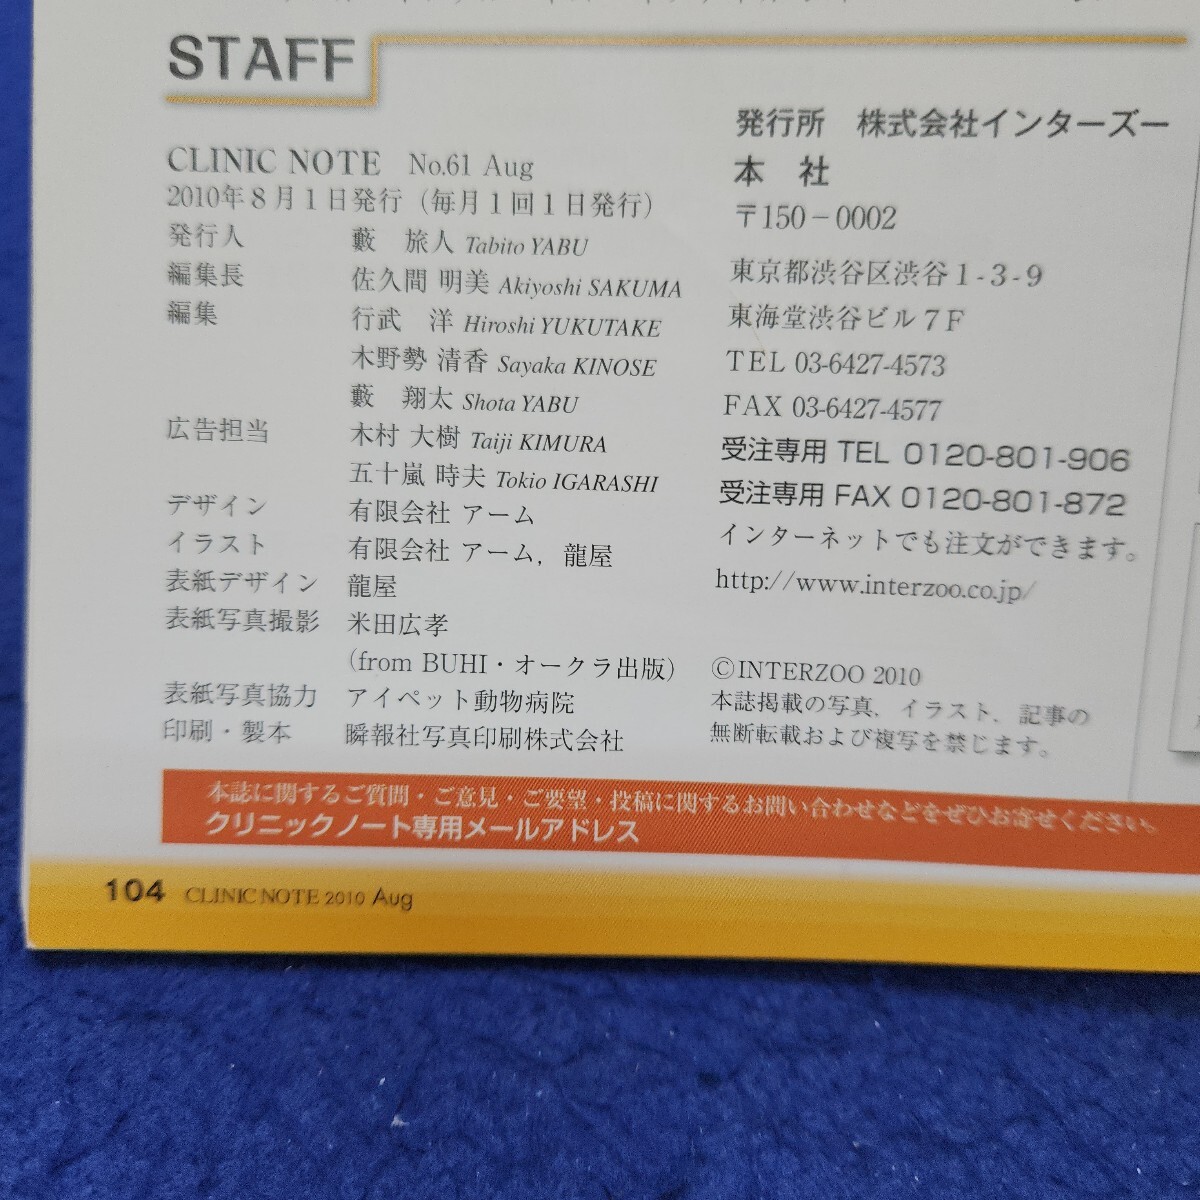 STAFF
CLINIC NOTE No.61 Aug
2010年8月1日発行（毎月1回1日発行）
発行人 藪 旅人 Tabito YABU
編集長 佐久間 明美 Akiyoshi SAKUMA
編集 行武 洋 Hiroshi YUKUTAKE
木野勢 清香 Sayaka KINOSE
藪 翔太 Shota YABU
広告担当 木村 大樹 Taiji KIMURA
五十嵐 時夫 Tokio IGARASHI
デザイン 有限会社 アーム
イラスト 有限会社 アーム，龍屋
表紙デザイン 龍屋
表紙写真撮影 米田広孝
（from BUHI・オークラ出版）
表紙写真協力 アイペット動物病院
印刷・製本 瞬報社写真印刷株式会社
発行所 株式会社インターズー
本 社
〒150－0002
東京都渋谷区渋谷1-3-9
東海堂渋谷ビル7F
TEL 03-6427-4573
FAX 03-6427-4577
受注専用 TEL 0120-801-906
受注専用 FAX 0120-801-872
インターネットでも注文ができます。
http://www.interzoo.co.jp/
©INTERZOO 2010
本誌掲載の写真，イラスト，記事の
無断転載および複写を禁じます。
本誌に関するご質問・ご意見・ご要望・投稿に関するお問い合わせなどをぜひお寄せください。
クリニックノート専用メールアドレス
104 CLINIC NOTE 2010 Aug